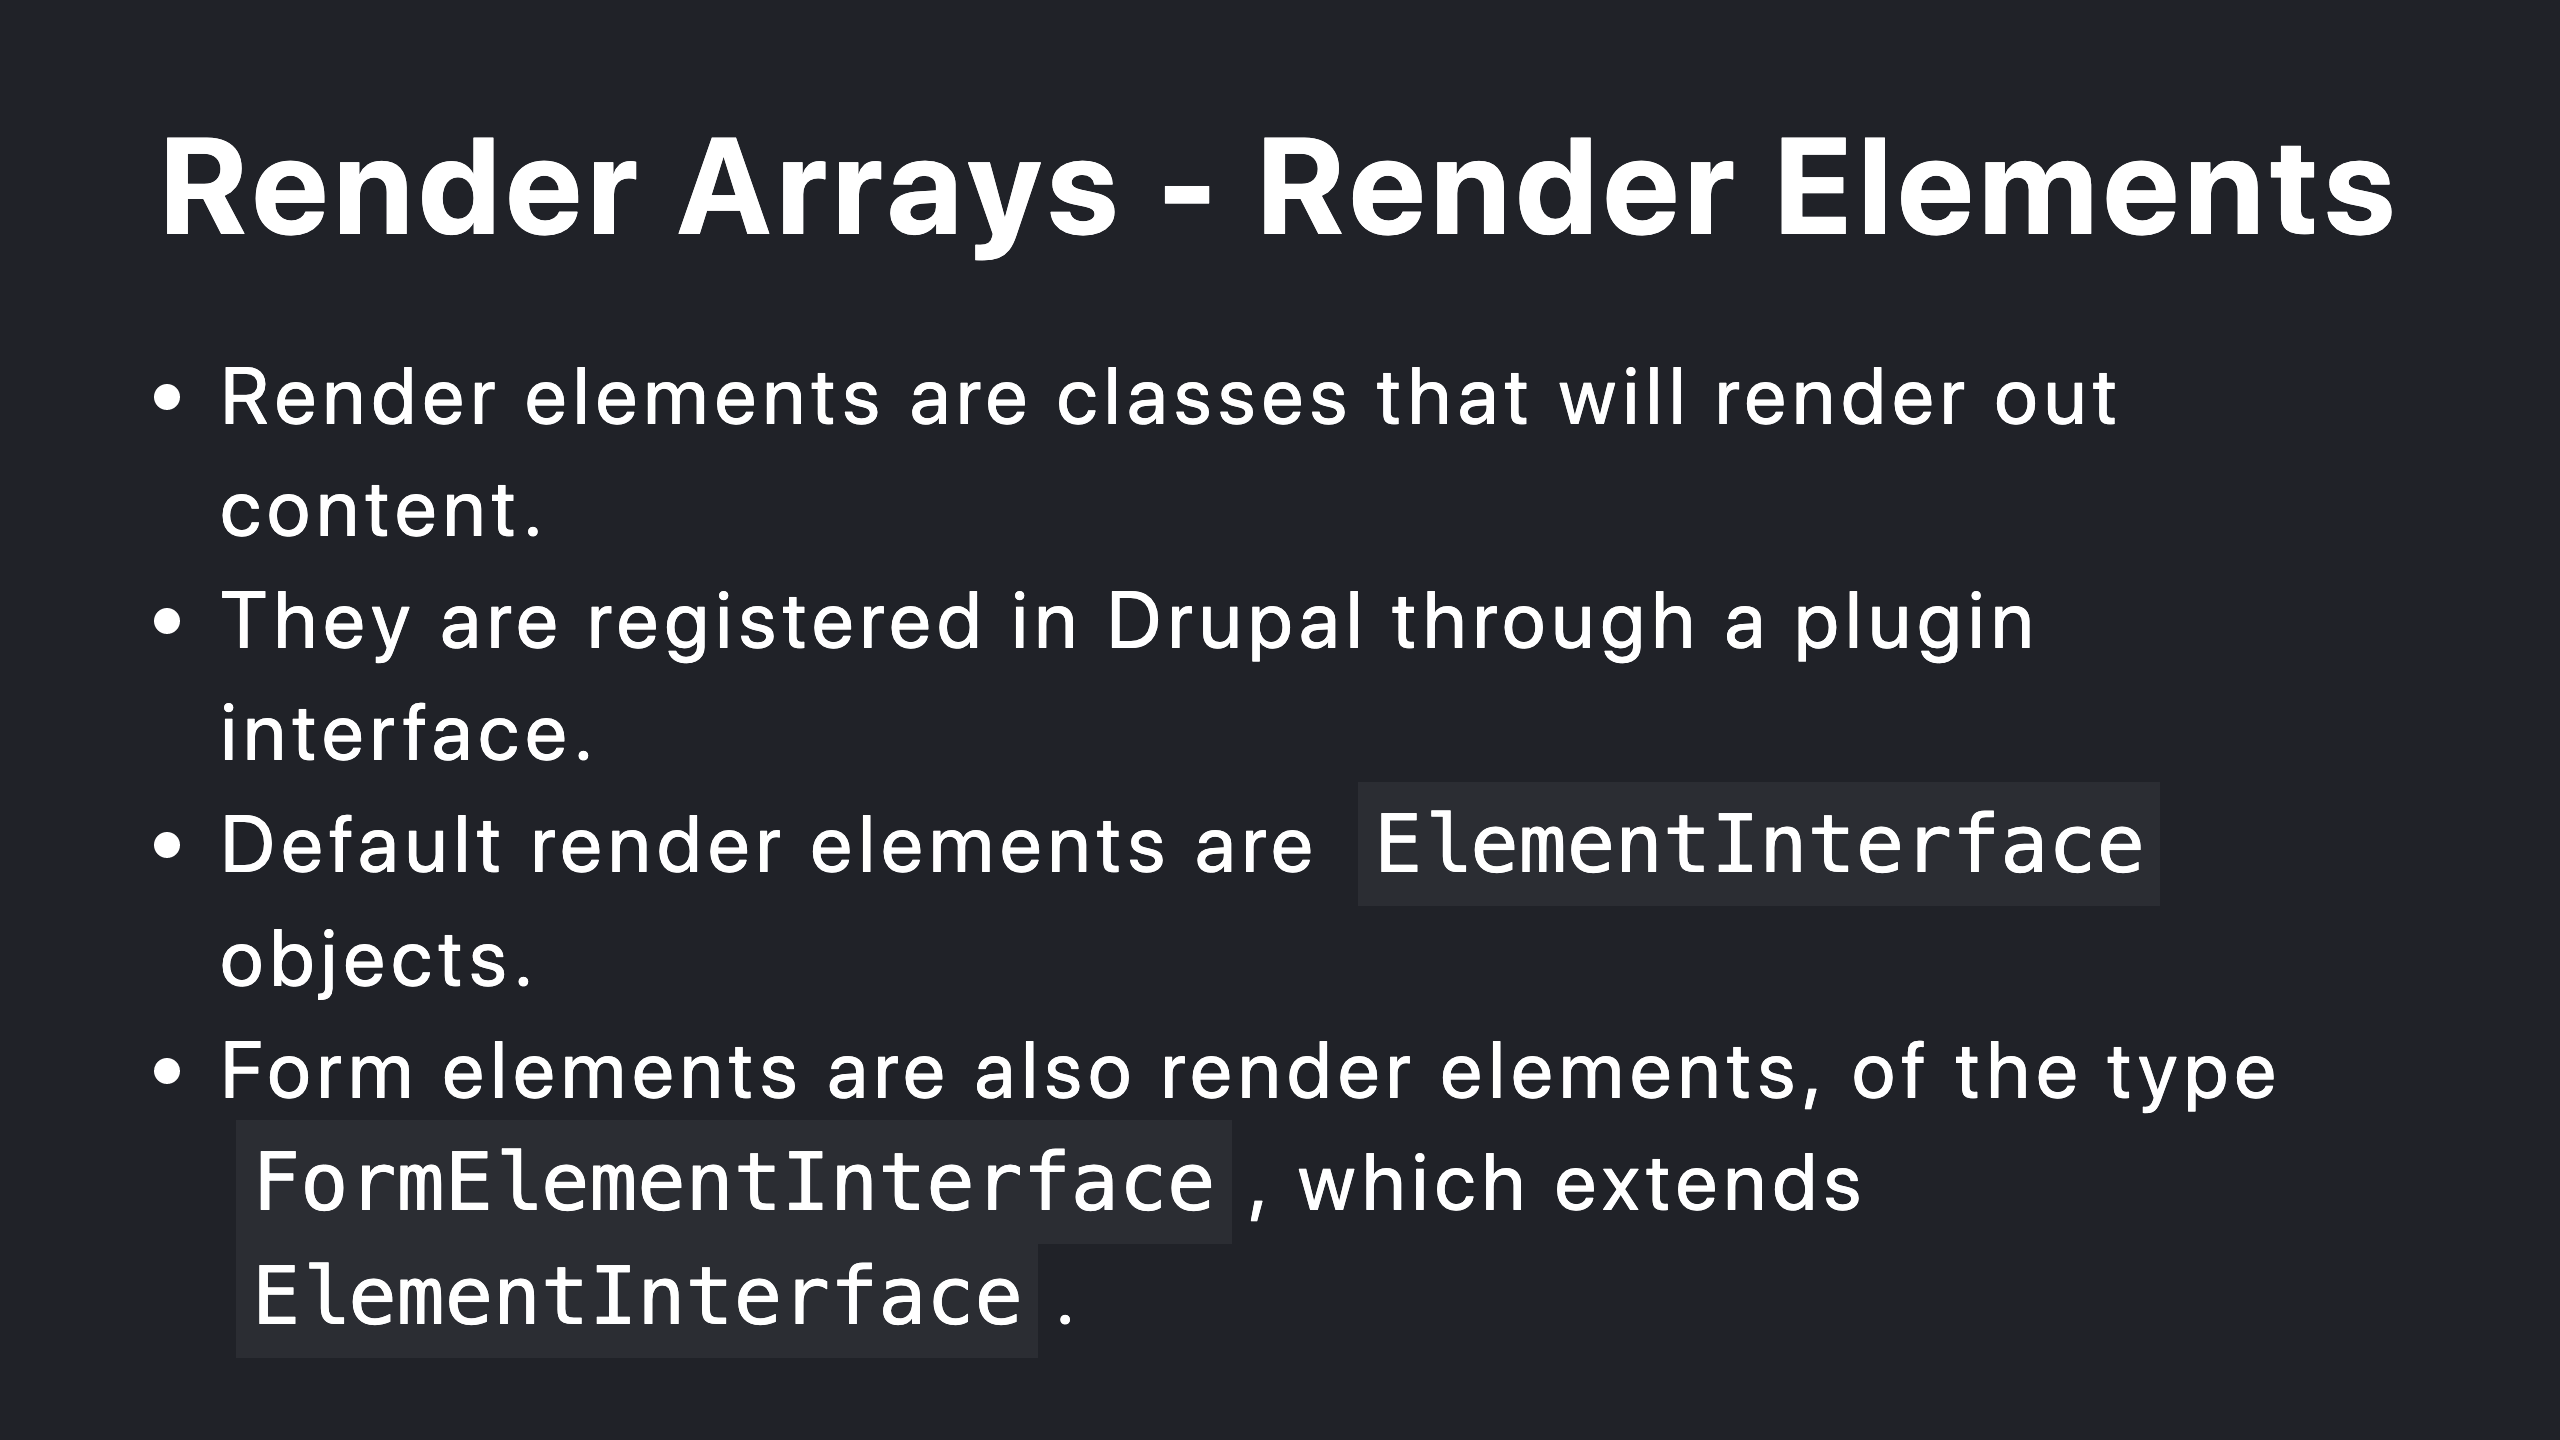 Render Arrays - Render Elements
• Render elements are classes that will render out
content.
• They are registered in Drupal through a plugin
interface.
• Default render elements are ElementInterface
objects.
• Form elements are also render elements, of the type
FormElementInterface , which extends
ElementInterface .